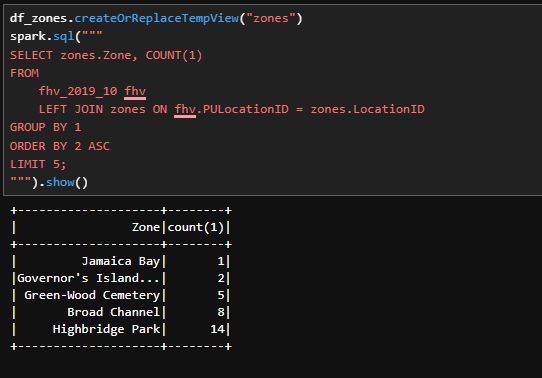 df_zones.createOrReplaceTempView("zones")
spark.sql("""
SELECT zones.Zone, COUNT(1)
FROM
    fhv_2019_10 fhv
    LEFT JOIN zones ON fhv.PULocationID = zones.LocationID
GROUP BY 1
ORDER BY 2 ASC
LIMIT 5;
""").show()
+--------------------+--------+
|                Zone|count(1)|
+--------------------+--------+
|         Jamaica Bay|       1|
|Governor's Island...|       2|
| Green-Wood Cemetery|       5|
|       Broad Channel|       8|
|     Highbridge Park|      14|
+--------------------+--------+